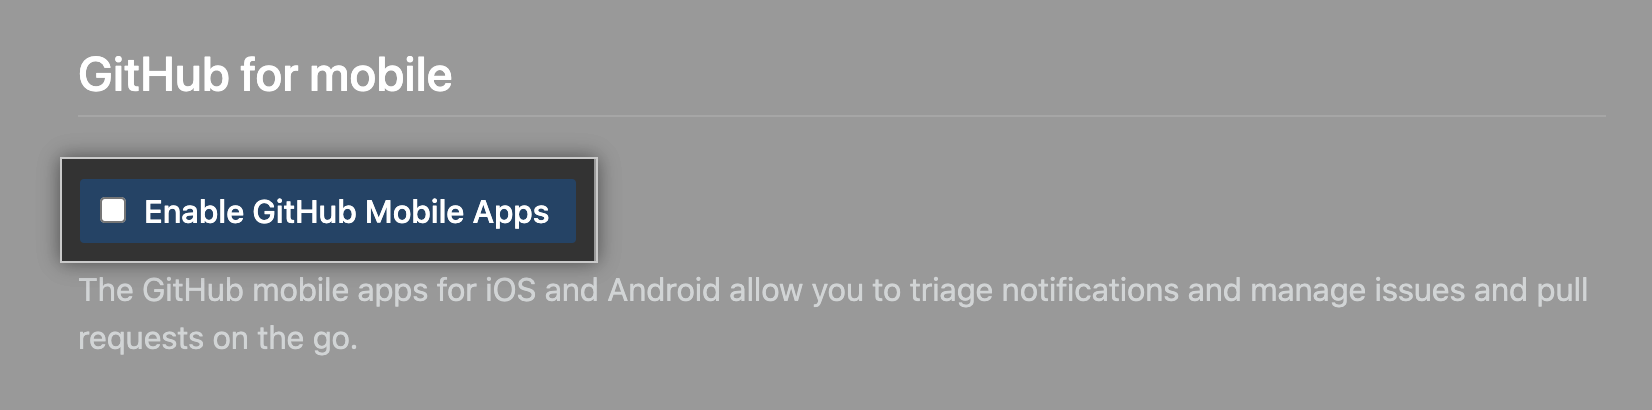 GitHub for mobile
Enable GitHub Mobile Apps
The GitHub mobile apps for iOS and Android allow you to triage notifications and manage issues and pull
requests on the go.